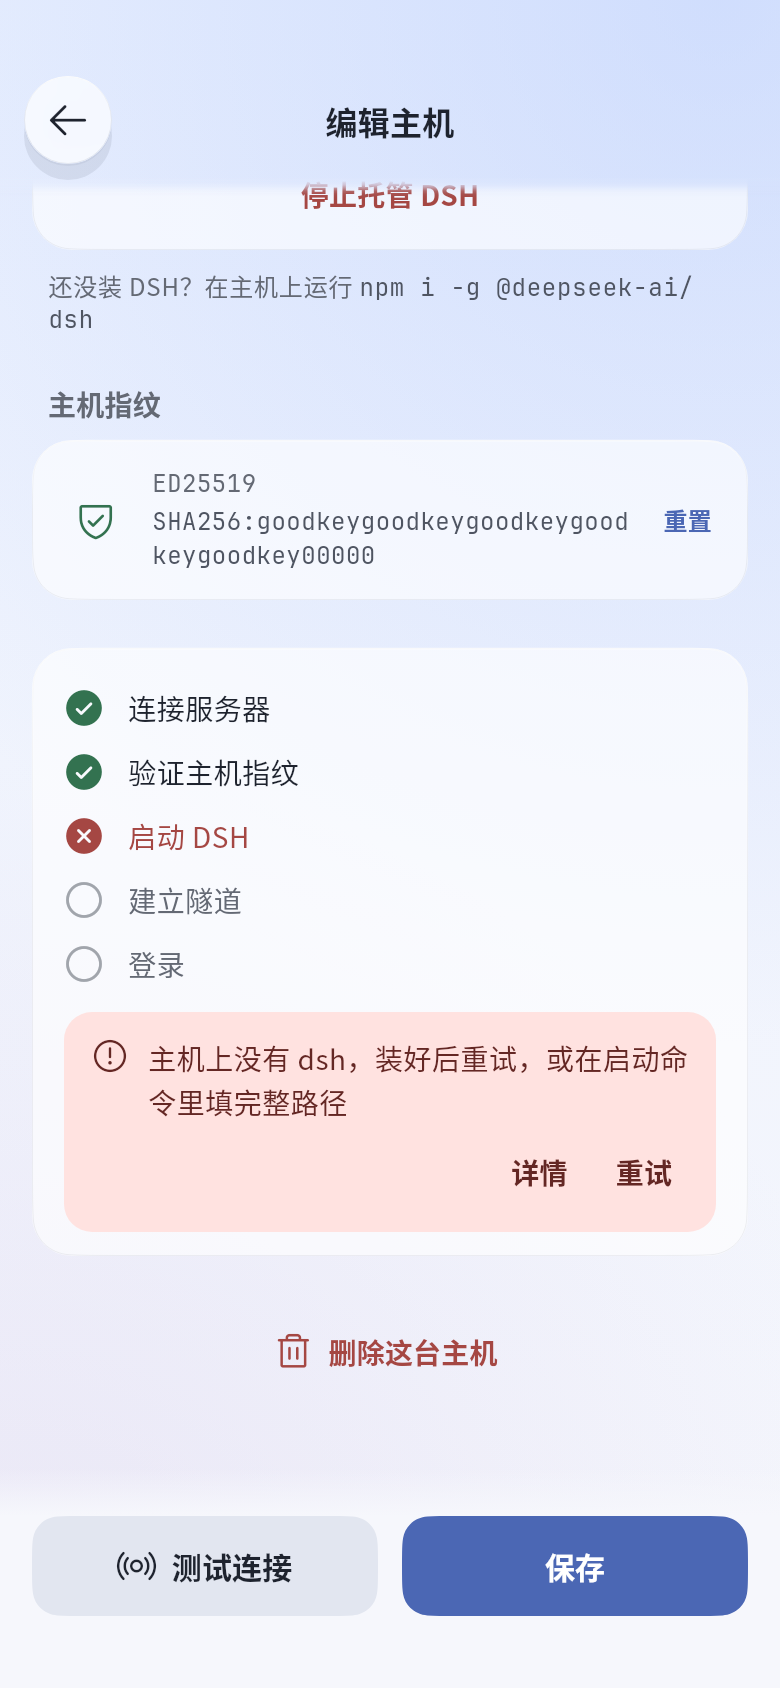 编辑主机
停止托管 DSH
还没装 DSH？在主机上运行 npm i -g @deepseek-ai/
dsh
主机指纹
ED25519
SHA256:goodkeygoodkeygoodkeygood
keygoodkey00000
重置
连接服务器
验证主机指纹
启动 DSH
建立隧道
登录
主机上没有 dsh，装好后重试，或在启动命
令里填完整路径
详情 重试
删除这台主机
测试连接 保存